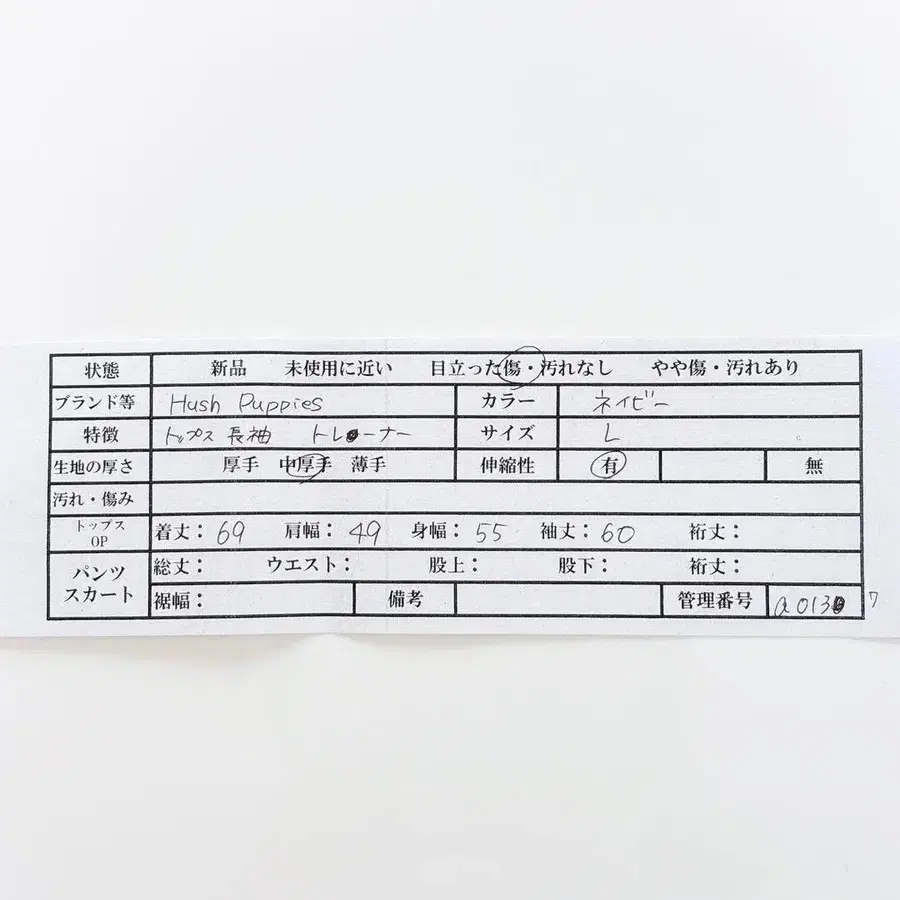 状態 新品 未使用に近い 目立った傷・汚れなし やや傷・汚れあり
ブランド等 Hush Puppies カラー ネイビー
特徴 トップス 長袖 トレーナー サイズ L
生地の厚さ 厚手 中厚手 薄手 伸縮性 有 無
汚れ・傷み
トップス OP 着丈: 69 肩幅: 49 身幅: 55 袖丈: 60 裄丈:
パンツ スカート 総丈: ウエスト: 股上: 股下: 裄丈:
裾幅: 備考 管理番号 a013 7